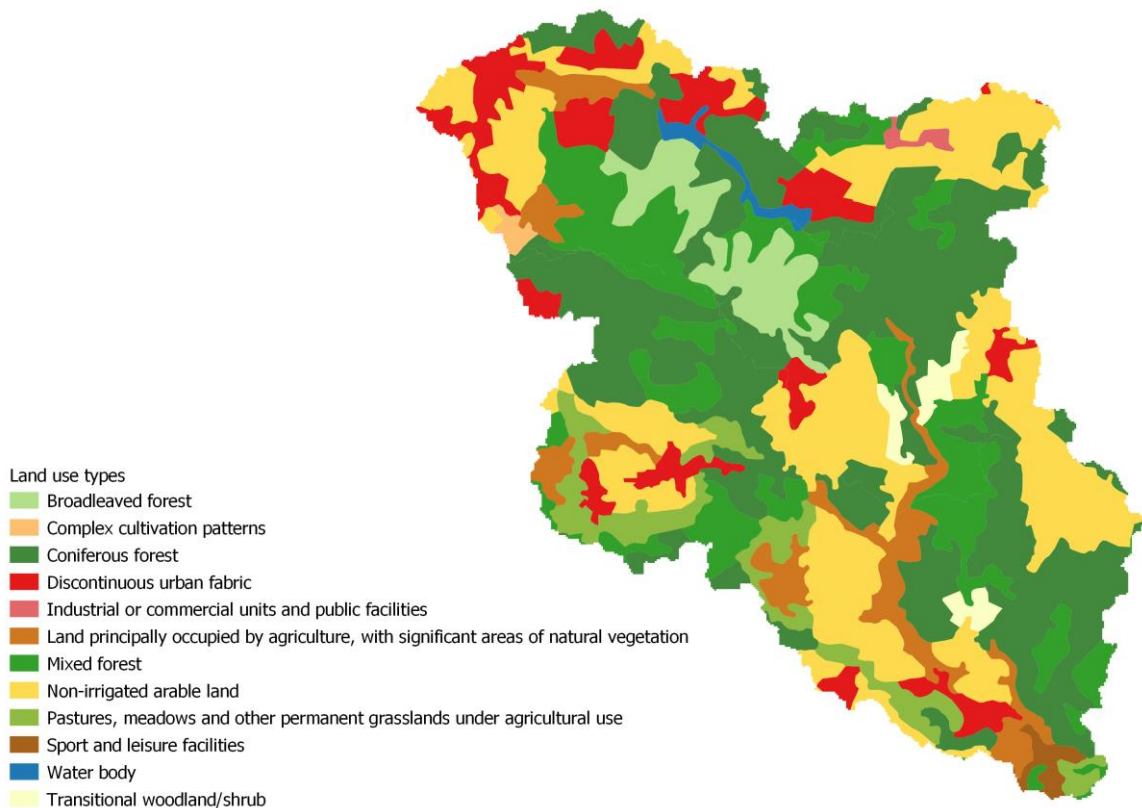 Land use types
Broadleaved forest
Complex cultivation patterns
Coniferous forest
Discontinuous urban fabric
Industrial or commercial units and public facilities
Land principally occupied by agriculture, with significant areas of natural vegetation
Mixed forest
Non-irrigated arable land
Pastures, meadows and other permanent grasslands under agricultural use
Sport and leisure facilities
Water body
Transitional woodland/shrub